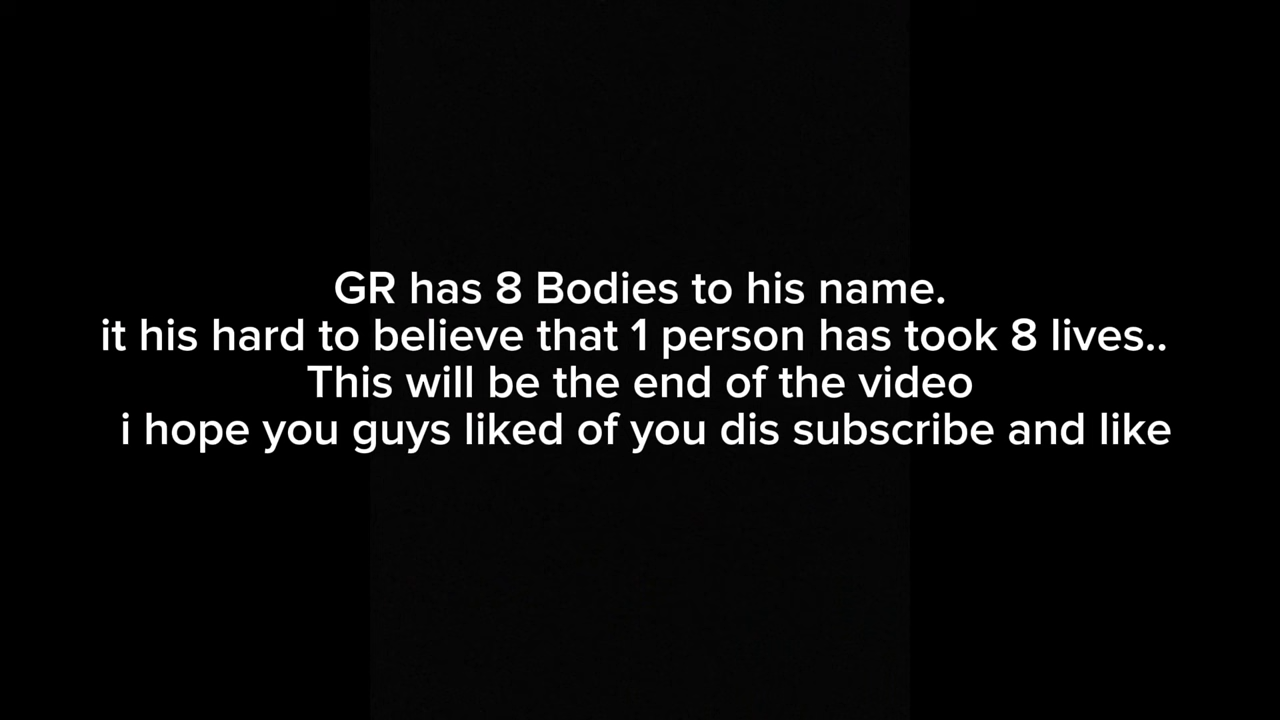 GR has 8 Bodies to his name.
it his hard to believe that 1 person has took 8 lives..
This will be the end of the video
i hope you guys liked of you dis subscribe and like